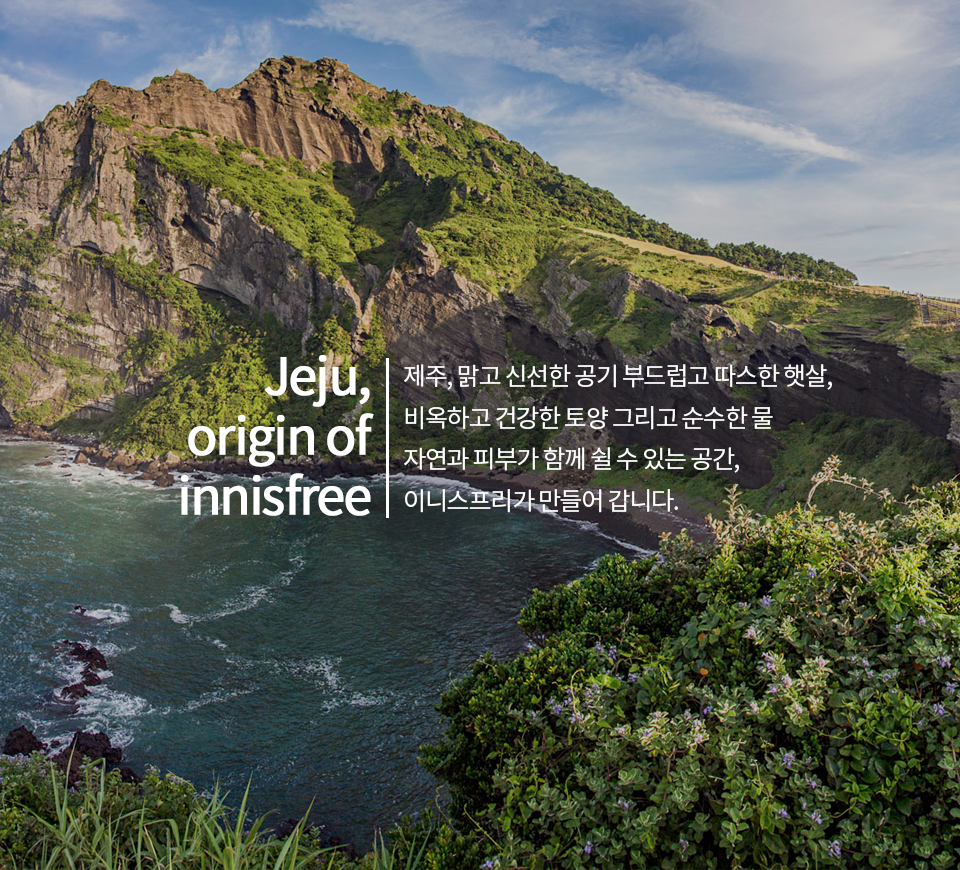 Jeju,
origin of
innisfree
제주, 맑고 신선한 공기 부드럽고 따스한 햇살,
비옥하고 건강한 토양 그리고 순수한 물
자연과 피부가 함께 쉴 수 있는 공간,
이니스프리가 만들어 갑니다.